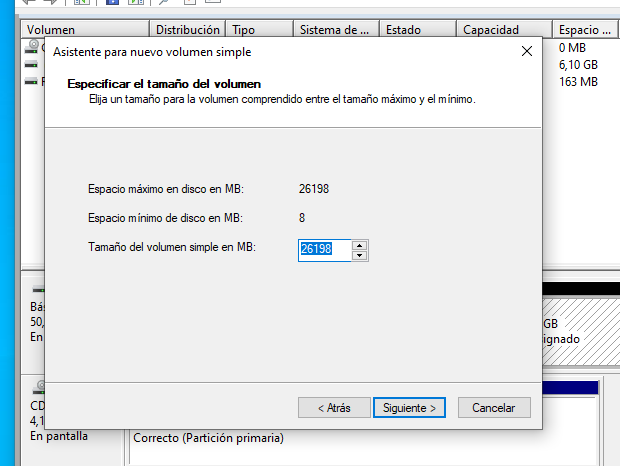 Volumen Distribución Tipo Sistema de ... Estado Capacidad Espacio ...
0 MB
6,10 GB
163 MB
Asistente para nuevo volumen simple
Especificar el tamaño del volumen
Elija un tamaño para la volumen comprendido entre el tamaño máximo y el mínimo.
Espacio máximo en disco en MB: 26198
Espacio mínimo de disco en MB: 8
Tamaño del volumen simple en MB: 26198
Bás
50,
En
GB
ignado
< Atrás Siguiente > Cancelar
CD
4,1
En pantalla
Correcto (Partición primaria)